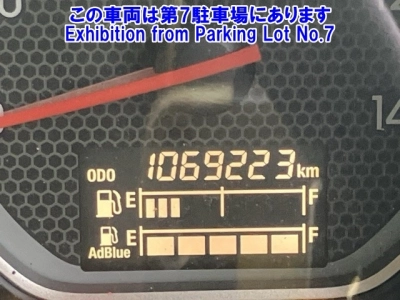 この車両は第7駐車場にあります
Exhibition from Parking Lot No.7
14
ODO 1069223 km
E F
AdBlue E F